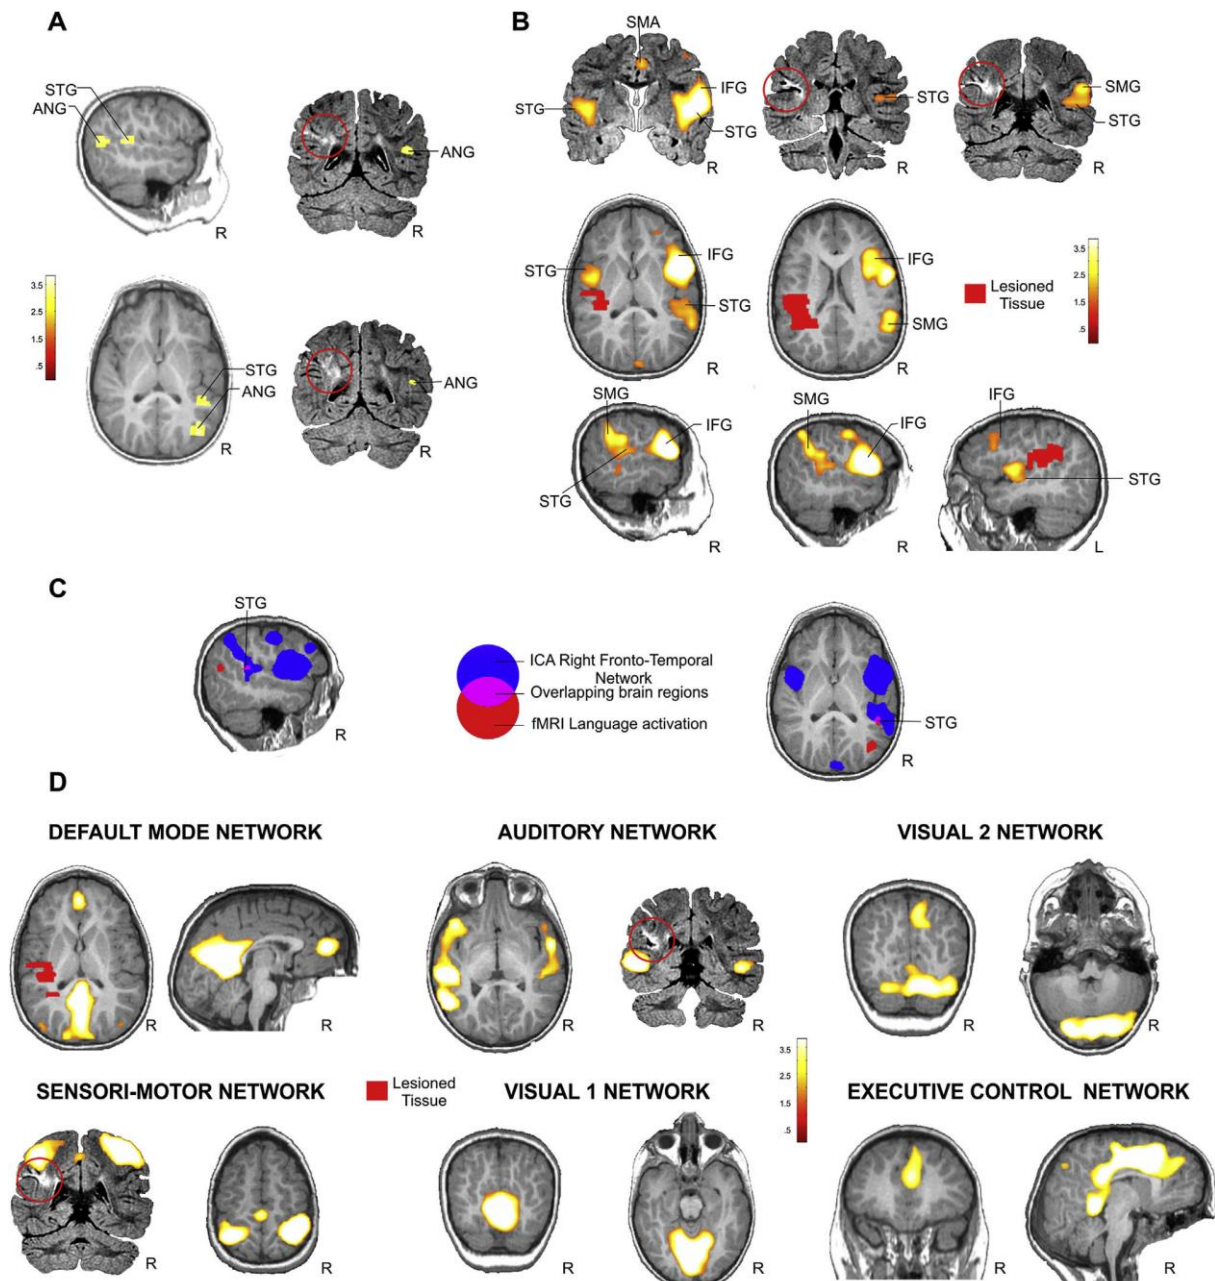 A
STG
ANG
R
ANG
R
3.5
2.5
1.5
.5
STG
ANG
R
ANG
R
B
SMA
STG
IFG
STG
R
STG
R
SMG
STG
R
STG
IFG
STG
R
IFG
SMG
R
Lesioned
Tissue
3.5
2.5
1.5
.5
SMG
IFG
STG
R
SMG
IFG
R
IFG
STG
L
C
STG
R
ICA Right Fronto-Temporal
Network
Overlapping brain regions
fMRI Language activation
STG
R
D
DEFAULT MODE NETWORK
R
R
AUDITORY NETWORK
R
R
VISUAL 2 NETWORK
R
R
SENSORI-MOTOR NETWORK
R
R
Lesioned
Tissue
VISUAL 1 NETWORK
R
R
3.5
2.5
1.5
.5
EXECUTIVE CONTROL NETWORK
R
R